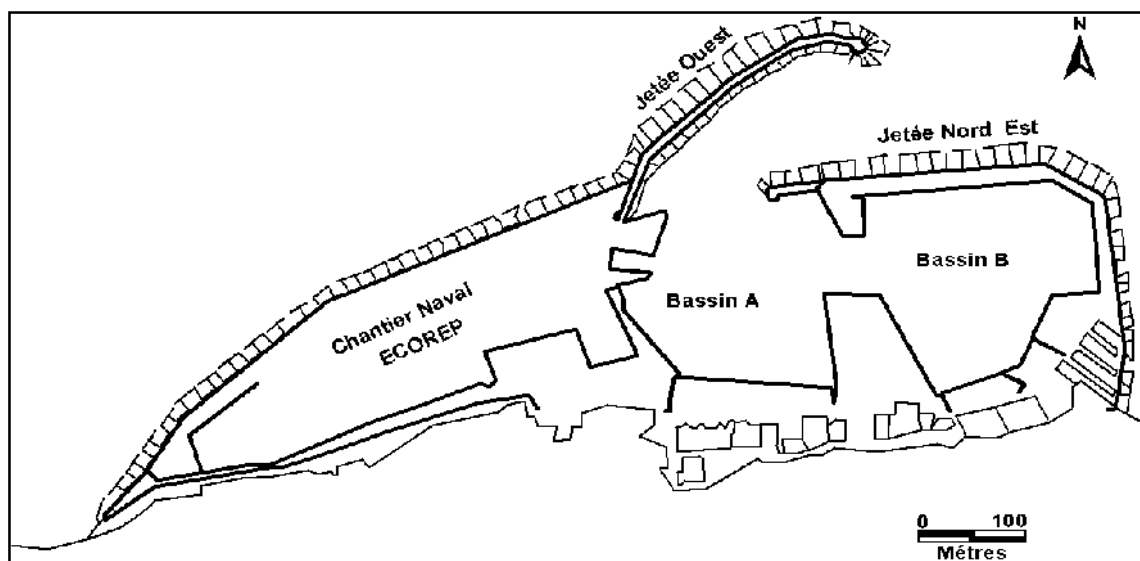 N
Jetée Ouest
Jetée Nord Est
Bassin B
Bassin A
Chantier Naval
ECOREP
0 100
Métres